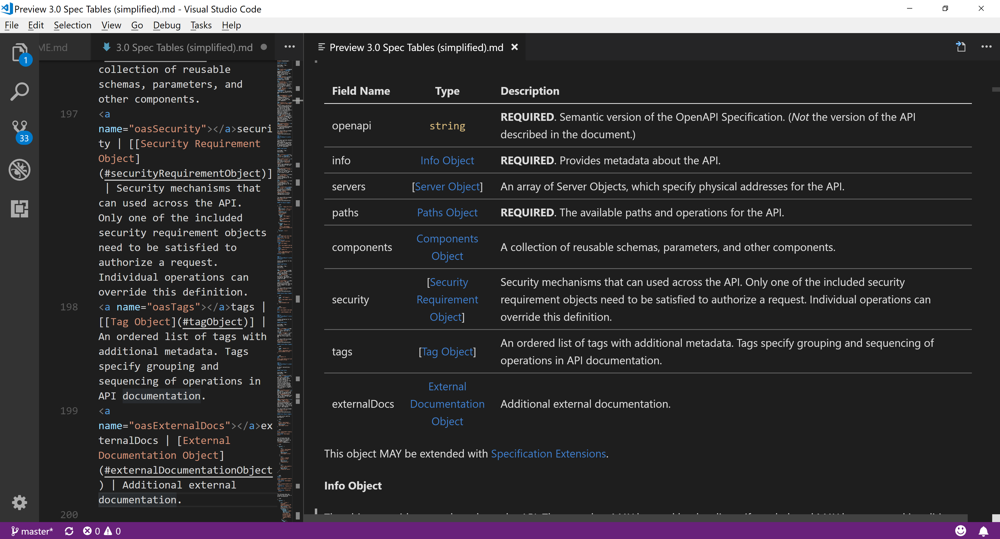 Preview 3.0 Spec Tables (simplified).md - Visual Studio Code
File Edit Selection View Go Debug Tasks Help
ME.md
3.0 Spec Tables (simplified).md
Preview 3.0 Spec Tables (simplified).md
1
33
collection of reusable
schemas, parameters, and
other components.
197 <a
name="oasSecurity"></a>securi
ty | [[Security Requirement
Object]
(#securityRequirementObject)]
| Security mechanisms that
can used across the API.
Only one of the included
security requirement objects
need to be satisfied to
authorize a request.
Individual operations can
override this definition.
198 <a name="oasTags"></a>tags |
[[Tag Object](#tagObject)] |
An ordered list of tags with
additional metadata. Tags
specify grouping and
sequencing of operations in
API documentation.
199 <a
name="oasExternalDocs"></a>ex
ternalDocs | [External
Documentation Object]
(#externalDocumentationObject
) | Additional external
documentation.
200
Field Name Type Description
openapi string REQUIRED. Semantic version of the OpenAPI Specification. (Not the version of the API
described in the document.)
info Info Object REQUIRED. Provides metadata about the API.
servers [Server Object] An array of Server Objects, which specify physical addresses for the API.
paths Paths Object REQUIRED. The available paths and operations for the API.
components Components
Object A collection of reusable schemas, parameters, and other components.
security [Security
Requirement
Object] Security mechanisms that can used across the API. Only one of the included security
requirement objects need to be satisfied to authorize a request. Individual operations can
override this definition.
tags [Tag Object] An ordered list of tags with additional metadata. Tags specify grouping and sequencing of
operations in API documentation.
externalDocs External
Documentation
Object Additional external documentation.
This object MAY be extended with Specification Extensions.
Info Object
master* 0 0